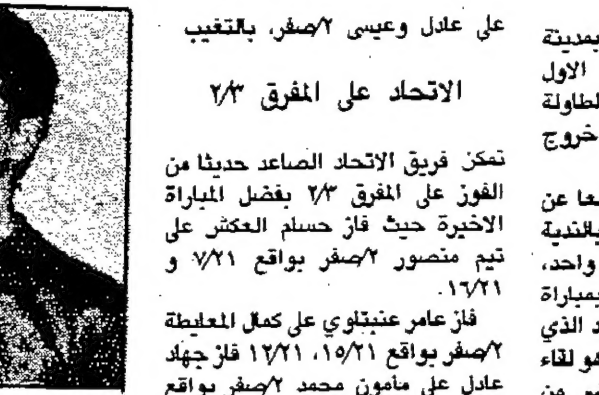 بمدينة
الاول
لطاولة
خروج
عا عن
بالندية
واحد،
بمباراة
د الذي
هو لقاء
من
علي عادل وعيسى ٢/صفر، بالتغيب
الاتحاد على المفرق ٢/٣
تمكن فريق الاتحاد الصاعد حديثا من
الفوز على المفرق ٢/٣ بفضل المباراة
الاخيرة حيث فاز حسام العكش على
تيم منصور ٢/صفر بواقع ٧/٢١ و
١٦/٢١.
فاز عامر عنبتاوي على كمال المعايطة
٢/صفر بواقع ١٥/٢١، ١٢/٢١ فاز جهاد
عادل على مأمون محمد ٢/صفر بواقع